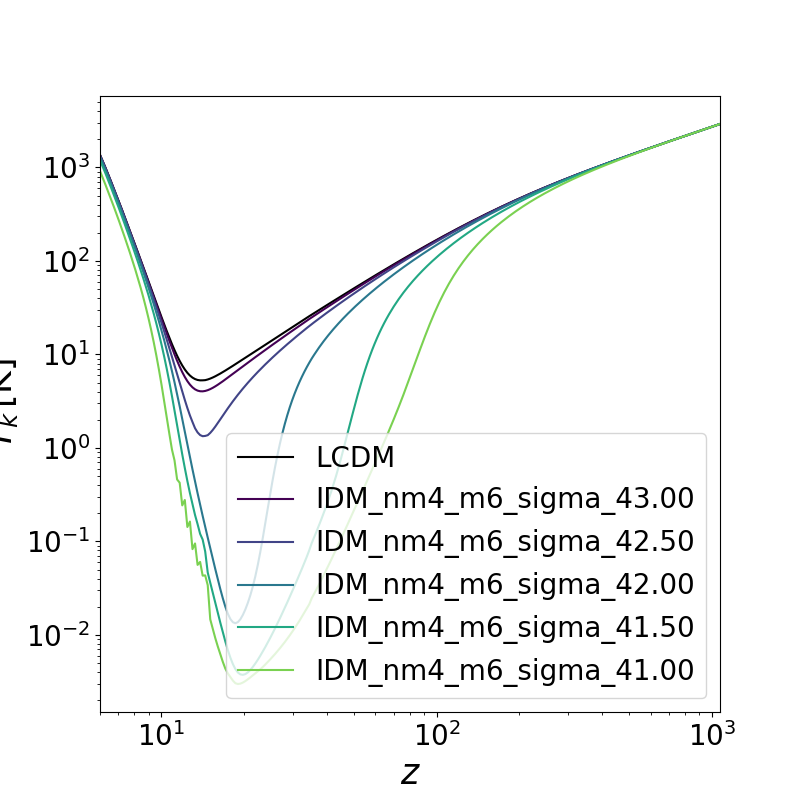 10³
10²
10¹
10⁰
10⁻¹
10⁻²
[K]
LCDM
IDM_nm4_m6_sigma_43.00
IDM_nm4_m6_sigma_42.50
IDM_nm4_m6_sigma_42.00
IDM_nm4_m6_sigma_41.50
IDM_nm4_m6_sigma_41.00
10¹
10²
10³
z